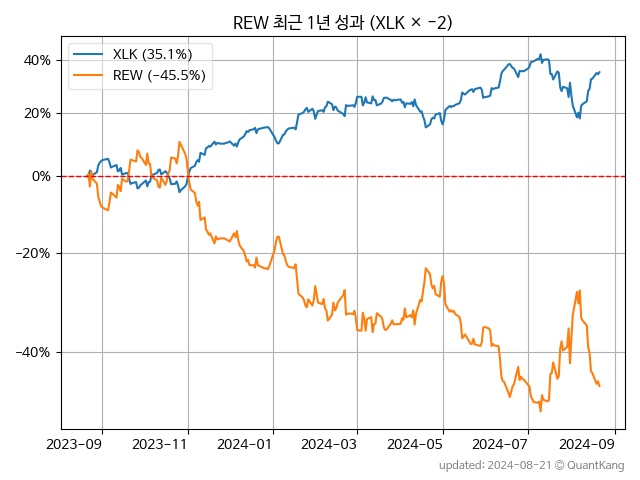 REW 최근 1년 성과 (XLK × −2)
XLK (35.1%)
REW (−45.5%)
40%
20%
0%
−20%
−40%
2023−09 2023−11 2024−01 2024−03 2024−05 2024−07 2024−09
updated: 2024-08-21 © QuantKang